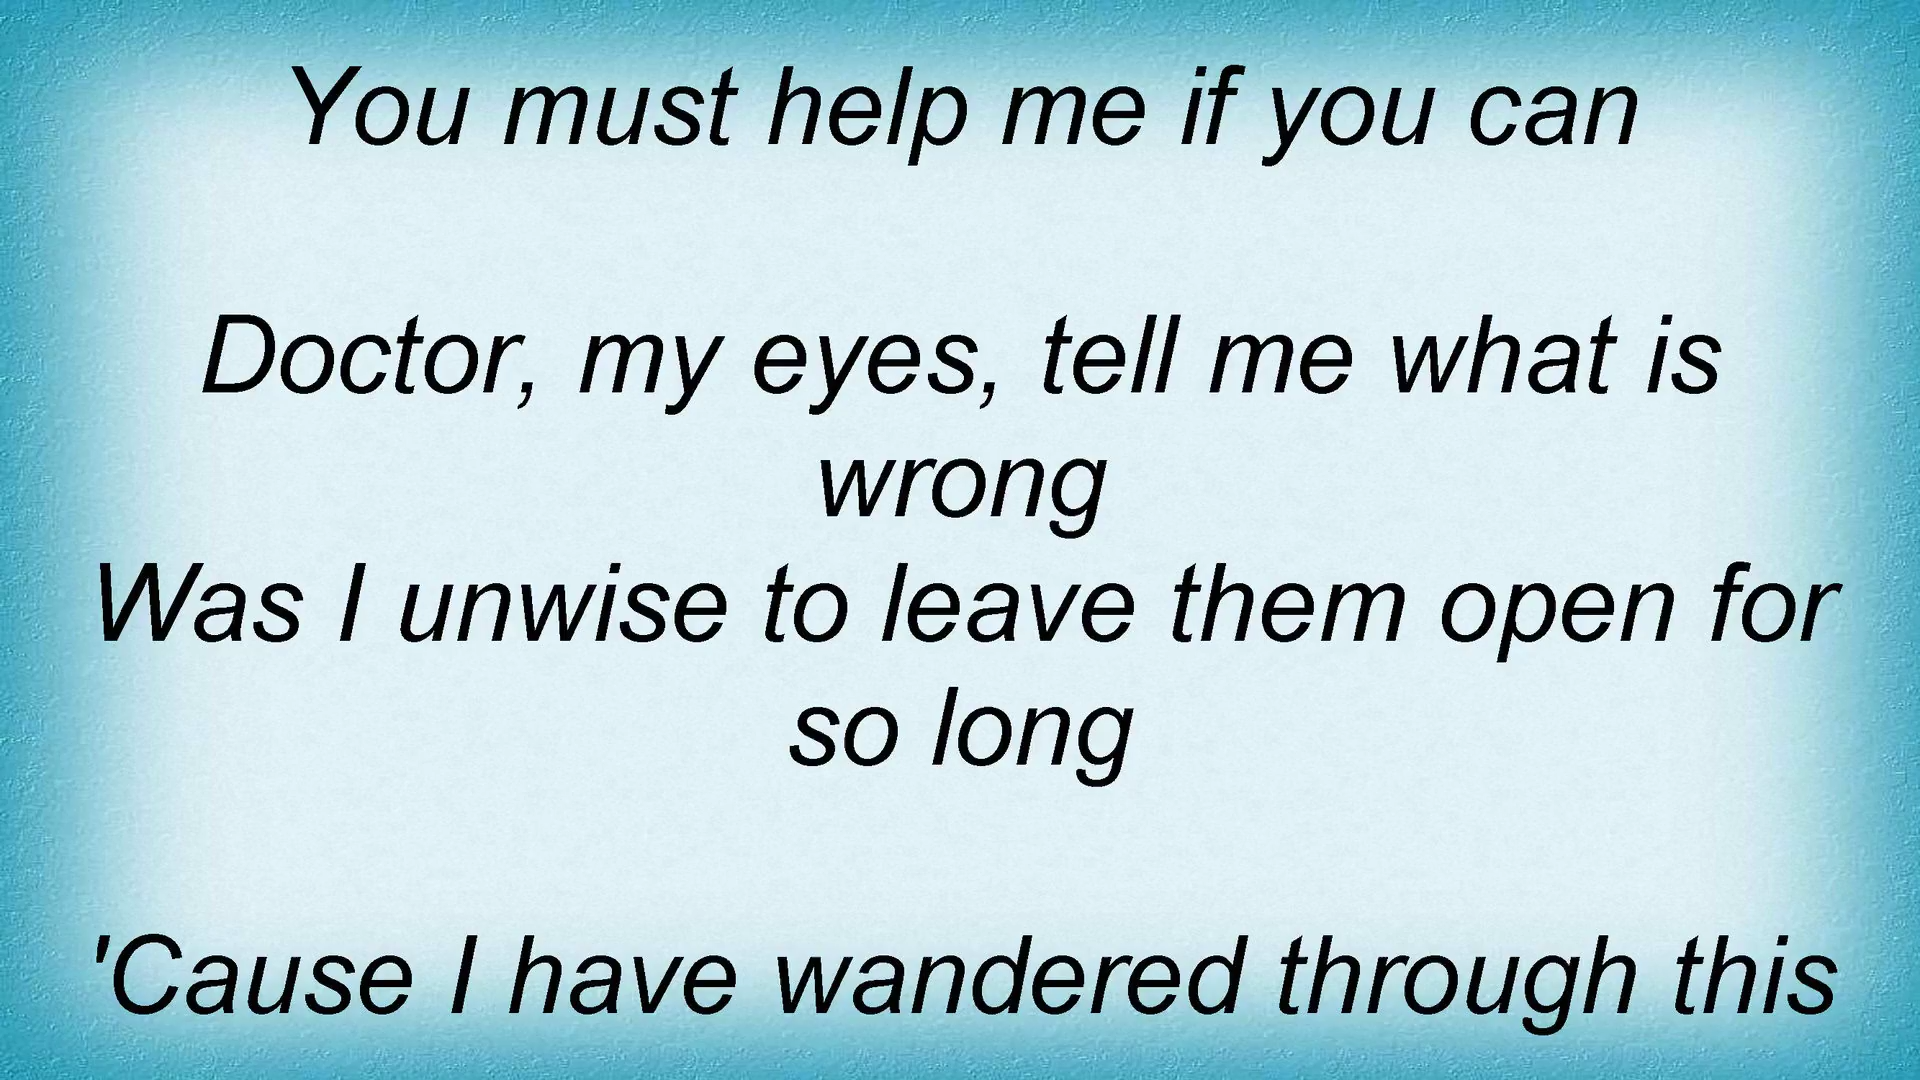 You must help me if you can
Doctor, my eyes, tell me what is
wrong
Was I unwise to leave them open for
so long
'Cause I have wandered through this